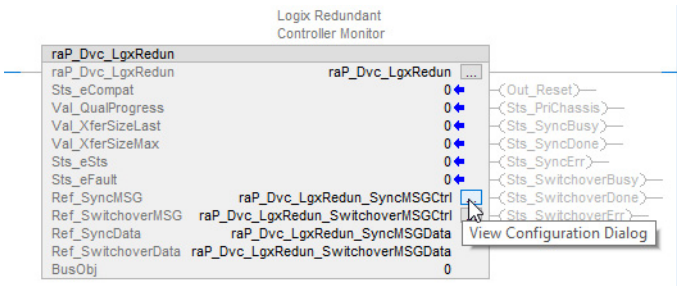 Logix Redundant
Controller Monitor
raP_Dvc_LgxRedun
raP_Dvc_LgxRedun raP_Dvc_LgxRedun ...
Sts_eCompat 0 (Out_Reset)
Val_QualProgress 0 (Sts_PriChassis)
Val_XferSizeLast 0 (Sts_SyncBusy)
Val_XferSizeMax 0 (Sts_SyncDone)
Sts_eSts 0 (Sts_SyncErr)
Sts_eFault 0 (Sts_SwitchoverBusy)
Ref_SyncMSG raP_Dvc_LgxRedun_SyncMSGCtrl ... (Sts_SwitchoverDone)
Ref_SwitchoverMSG raP_Dvc_LgxRedun_SwitchoverMSGCtrl (Sts_SwitchoverErr)
Ref_SyncData raP_Dvc_LgxRedun_SyncMSGData View Configuration Dialog
Ref_SwitchoverData raP_Dvc_LgxRedun_SwitchoverMSGData
BusObj 0